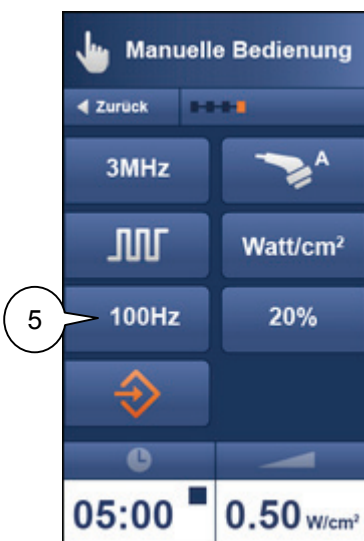 Manuelle Bedienung
Zurück
3MHz
A
Watt/cm²
5
100Hz
20%
05:00
0.50 W/cm²